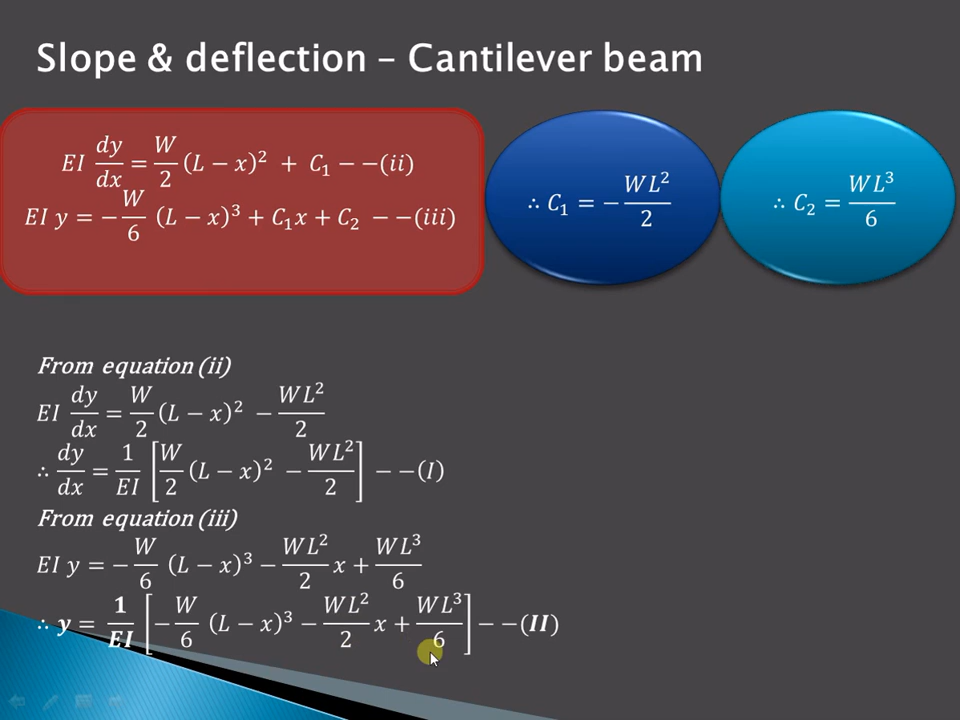 Slope & deflection – Cantilever beam
EI dy/dx = W/2 (L − x)² + C₁ − −(ii)
EI y = − W/6 (L − x)³ + C₁x + C₂ − −(iii)
∴ C₁ = − WL²/2
∴ C₂ = WL³/6
From equation (ii)
EI dy/dx = W/2 (L − x)² − WL²/2
∴ dy/dx = 1/EI [W/2 (L − x)² − WL²/2] − −(I)
From equation (iii)
EI y = − W/6 (L − x)³ − WL²/2 x + WL³/6
∴ y = 1/EI [− W/6 (L − x)³ − WL²/2 x + WL³/6] − −(II)